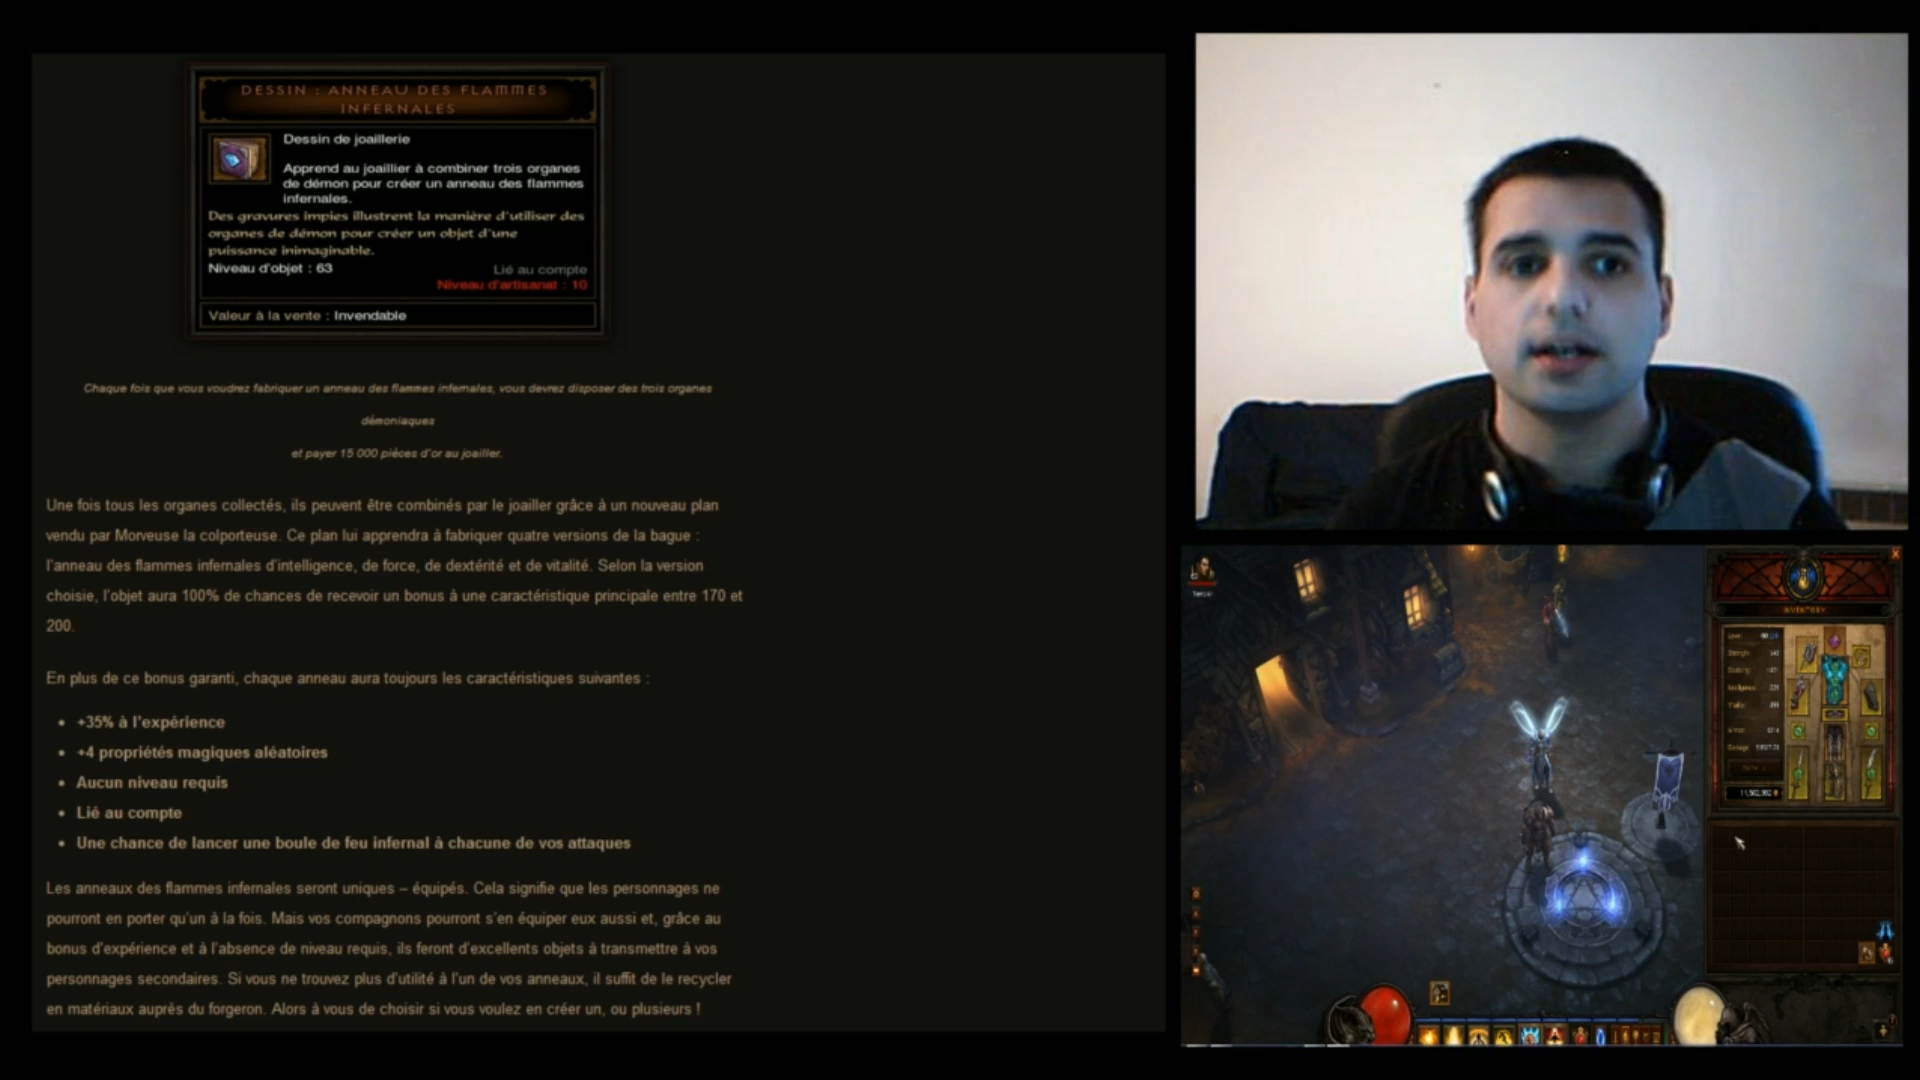 DESSIN : ANNEAU DES FLAMMES
INFERNALES
Dessin de joaillerie
Apprend au joaillier à combiner trois organes
de démon pour créer un anneau des flammes
infernales.
Des gravures impies illustrent la manière d'utiliser des
organes de démon pour créer un objet d'une
puissance inimaginable.
Niveau d'objet : 63
Lié au compte
Niveau d'artisanat : 10
Valeur à la vente : Invendable
Chaque fois que vous voudrez fabriquer un anneau des flammes infernales, vous devrez disposer des trois organes
démoniaques
et payer 15 000 pièces d'or au joailler.
Une fois tous les organes collectés, ils peuvent être combinés par le joailler grâce à un nouveau plan
vendu par Morveuse la colporteuse. Ce plan lui apprendra à fabriquer quatre versions de la bague :
l'anneau des flammes infernales d'intelligence, de force, de dextérité et de vitalité. Selon la version
choisie, l'objet aura 100% de chances de recevoir un bonus à une caractéristique principale entre 170 et
200.
En plus de ce bonus garanti, chaque anneau aura toujours les caractéristiques suivantes :
• +35% à l'expérience
• +4 propriétés magiques aléatoires
• Aucun niveau requis
• Lié au compte
• Une chance de lancer une boule de feu infernal à chacune de vos attaques
Les anneaux des flammes infernales seront uniques – équipés. Cela signifie que les personnages ne
pourront en porter qu'un à la fois. Mais vos compagnons pourront s'en équiper eux aussi et, grâce au
bonus d'expérience et à l'absence de niveau requis, ils feront d'excellents objets à transmettre à vos
personnages secondaires. Si vous ne trouvez plus d'utilité à l'un de vos anneaux, il suffit de le recycler
en matériaux auprès du forgeron. Alors à vous de choisir si vous voulez en créer un, ou plusieurs !
INVENTORY